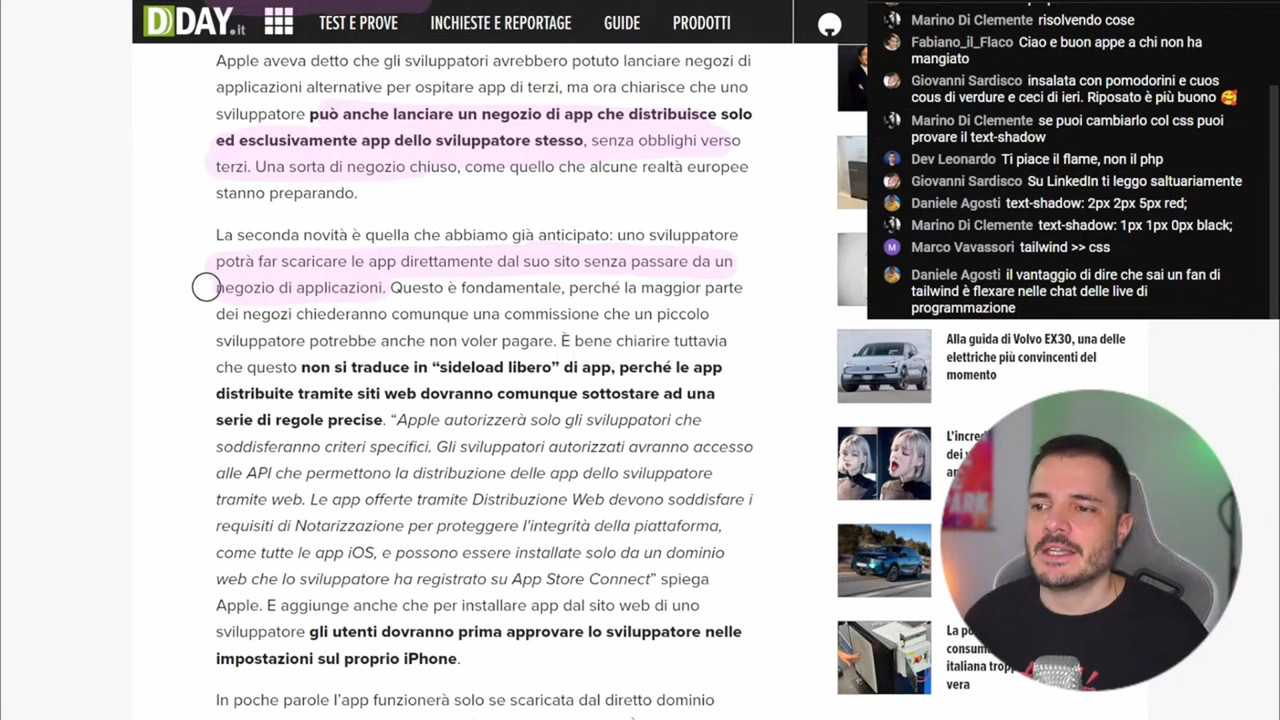 DDAY.it
TEST E PROVE
INCHIESTE E REPORTAGE
GUIDE
PRODOTTI
Apple aveva detto che gli sviluppatori avrebbero potuto lanciare negozi di
applicazioni alternative per ospitare app di terzi, ma ora chiarisce che uno
sviluppatore può anche lanciare un negozio di app che distribuisce solo
ed esclusivamente app dello sviluppatore stesso, senza obblighi verso
terzi. Una sorta di negozio chiuso, come quello che alcune realtà europee
stanno preparando.
La seconda novità è quella che abbiamo già anticipato: uno sviluppatore
potrà far scaricare le app direttamente dal suo sito senza passare da un
negozio di applicazioni. Questo è fondamentale, perché la maggior parte
dei negozi chiederanno comunque una commissione che un piccolo
sviluppatore potrebbe anche non voler pagare. È bene chiarire tuttavia
che questo non si traduce in “sideload libero” di app, perché le app
distribuite tramite siti web dovranno comunque sottostare ad una
serie di regole precise. “Apple autorizzerà solo gli sviluppatori che
soddisferanno criteri specifici. Gli sviluppatori autorizzati avranno accesso
alle API che permettono la distribuzione delle app dello sviluppatore
tramite web. Le app offerte tramite Distribuzione Web devono soddisfare i
requisiti di Notarizzazione per proteggere l'integrità della piattaforma,
come tutte le app iOS, e possono essere installate solo da un dominio
web che lo sviluppatore ha registrato su App Store Connect” spiega
Apple. E aggiunge anche che per installare app dal sito web di uno
sviluppatore gli utenti dovranno prima approvare lo sviluppatore nelle
impostazioni sul proprio iPhone.
In poche parole l’app funzionerà solo se scaricata dal diretto dominio
Marino Di Clemente risolvendo cose
Fabiano_il_Flaco Ciao e buon appe a chi non ha
mangiato
Giovanni Sardisco insalata con pomodorini e cuos
cous di verdure e ceci di ieri. Riposato è più buono 🥰
Marino Di Clemente se puoi cambiarlo col css puoi
provare il text-shadow
Dev Leonardo Ti piace il flame, non il php
Giovanni Sardisco Su LinkedIn ti leggo saltuariamente
Daniele Agosti text-shadow: 2px 2px 5px red;
Marino Di Clemente text-shadow: 1px 1px 0px black;
M Marco Vavassori tailwind >> css
Daniele Agosti il vantaggio di dire che sai un fan di
tailwind è flexare nelle chat delle live di
programmazione
Alla guida di Volvo EX30, una delle
elettriche più convincenti del
momento
L'incred
dei
La
consum
italiana tropp
vera